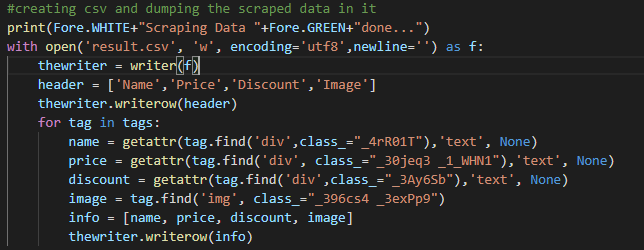 #creating csv and dumping the scraped data in it
print(Fore.WHITE+"Scraping Data "+Fore.GREEN+"done...")
with open('result.csv', 'w', encoding='utf8',newline='') as f:
    thewriter = writer(f)
    header = ['Name','Price','Discount','Image']
    thewriter.writerow(header)
    for tag in tags:
        name = getattr(tag.find('div',class_="_4rR01T"),'text', None)
        price = getattr(tag.find('div', class_="_30jeq3 _1_WHN1"),'text', None)
        discount = getattr(tag.find('div',class_="_3Ay6Sb"),'text', None)
        image = tag.find('img', class_="_396cs4 _3exPp9")
        info = [name, price, discount, image]
        thewriter.writerow(info)